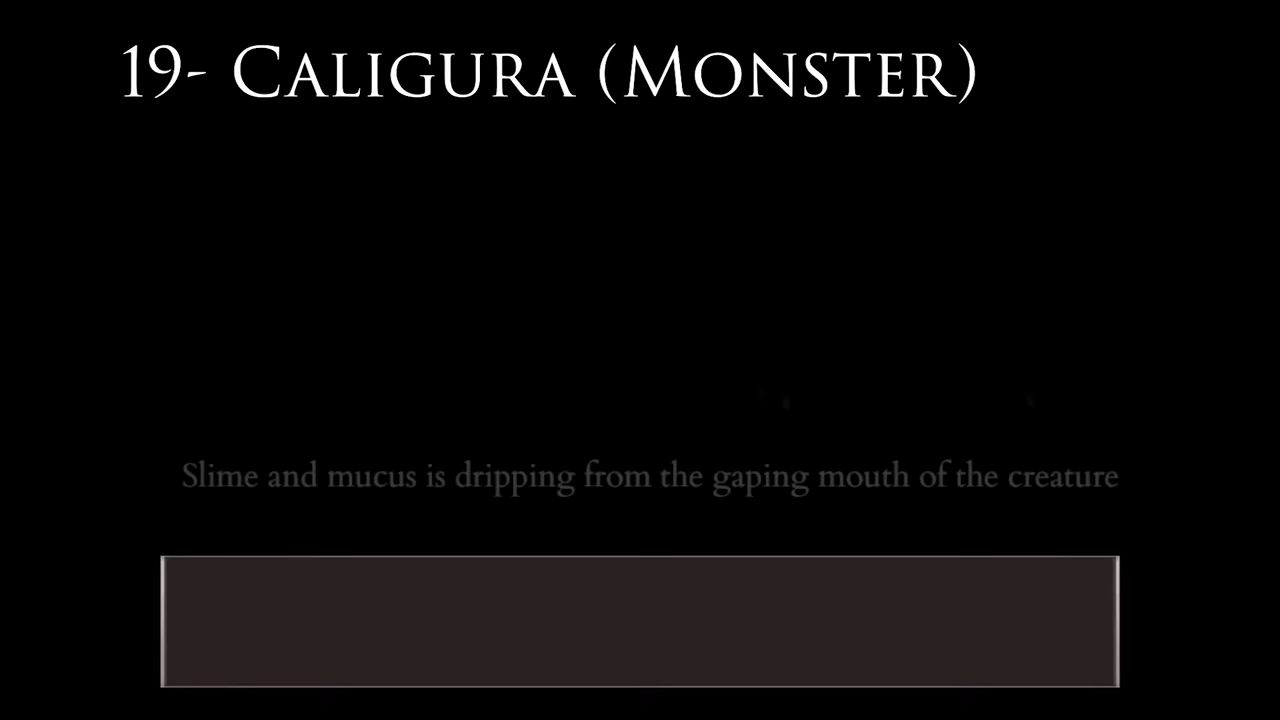 19- Caligura (Monster)
Slime and mucus is dripping from the gaping mouth of the creature